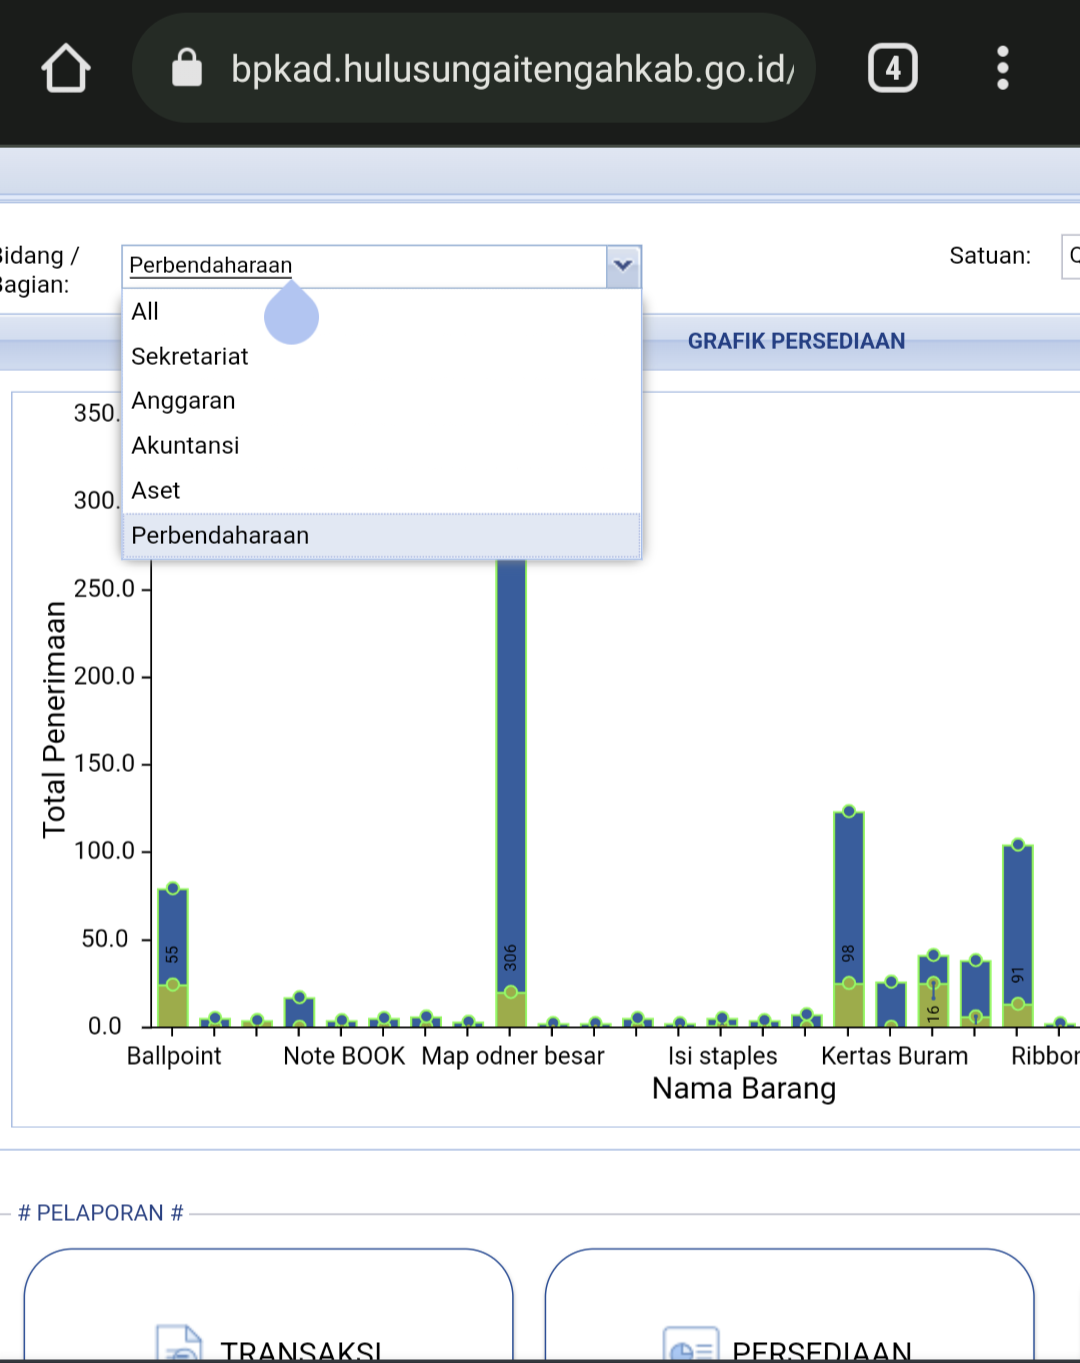 bpkad.hulusungaitengahkab.go.id/
4
Bidang /
Bagian:
Perbendaharaan
Satuan:
All
Sekretariat
Anggaran
Akuntansi
Aset
Perbendaharaan
GRAFIK PERSEDIAAN
350.
300.
250.0
200.0
150.0
100.0
50.0
0.0
Total Penerimaan
55
306
98
16
91
Ballpoint
Note BOOK
Map odner besar
Isi staples
Kertas Buram
Ribbon
Nama Barang
# PELAPORAN #
TRANSAKSI
PERSEDIAAN